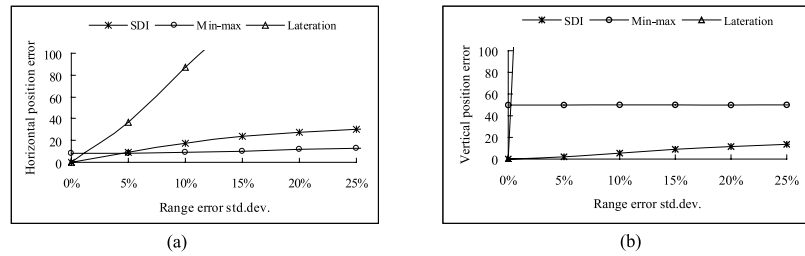 SDI Min-max Lateration
Horizontal position error
100
80
60
40
20
0
0% 5% 10% 15% 20% 25%
Range error std.dev.
(a)
SDI Min-max Lateration
Vertical position error
100
80
60
40
20
0
0% 5% 10% 15% 20% 25%
Range error std.dev.
(b)